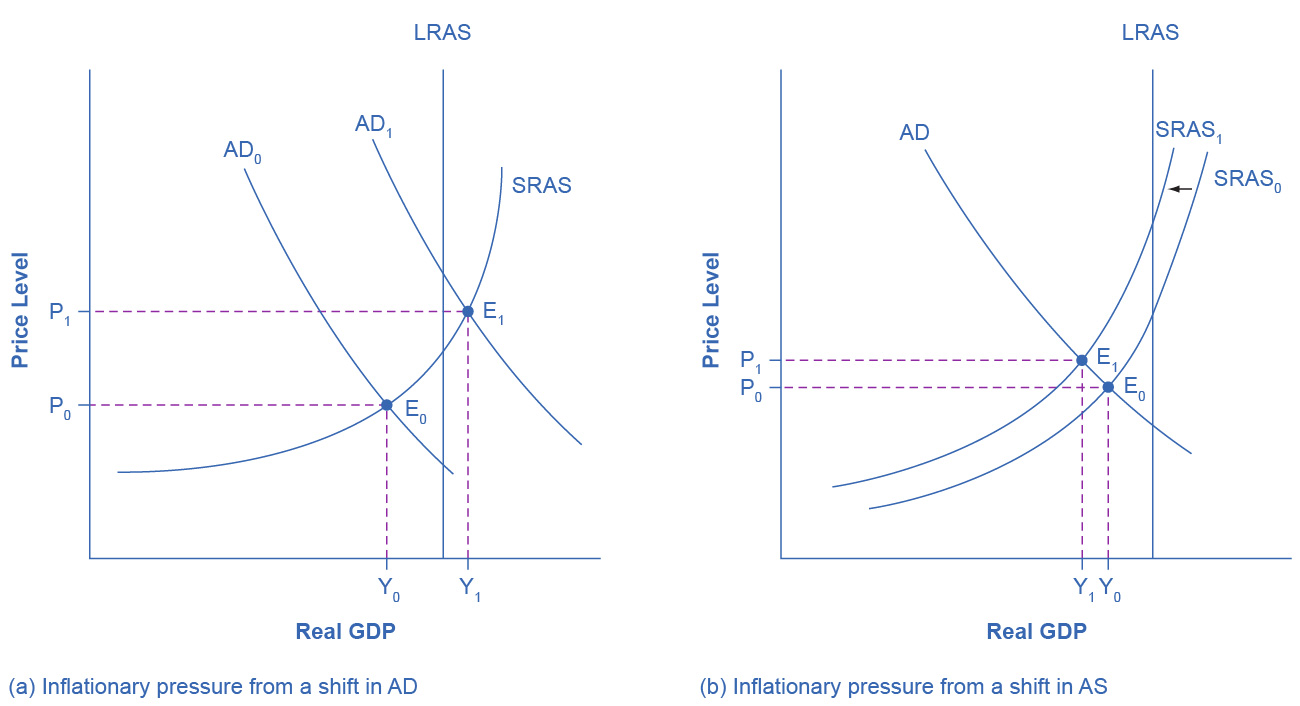 LRAS
AD₁
AD₀
SRAS
Price Level
P₁
E₁
P₀
E₀
Y₀ Y₁
Real GDP
(a) Inflationary pressure from a shift in AD
LRAS
AD
SRAS₁
SRAS₀
Price Level
P₁
E₁
P₀
E₀
Y₁ Y₀
Real GDP
(b) Inflationary pressure from a shift in AS